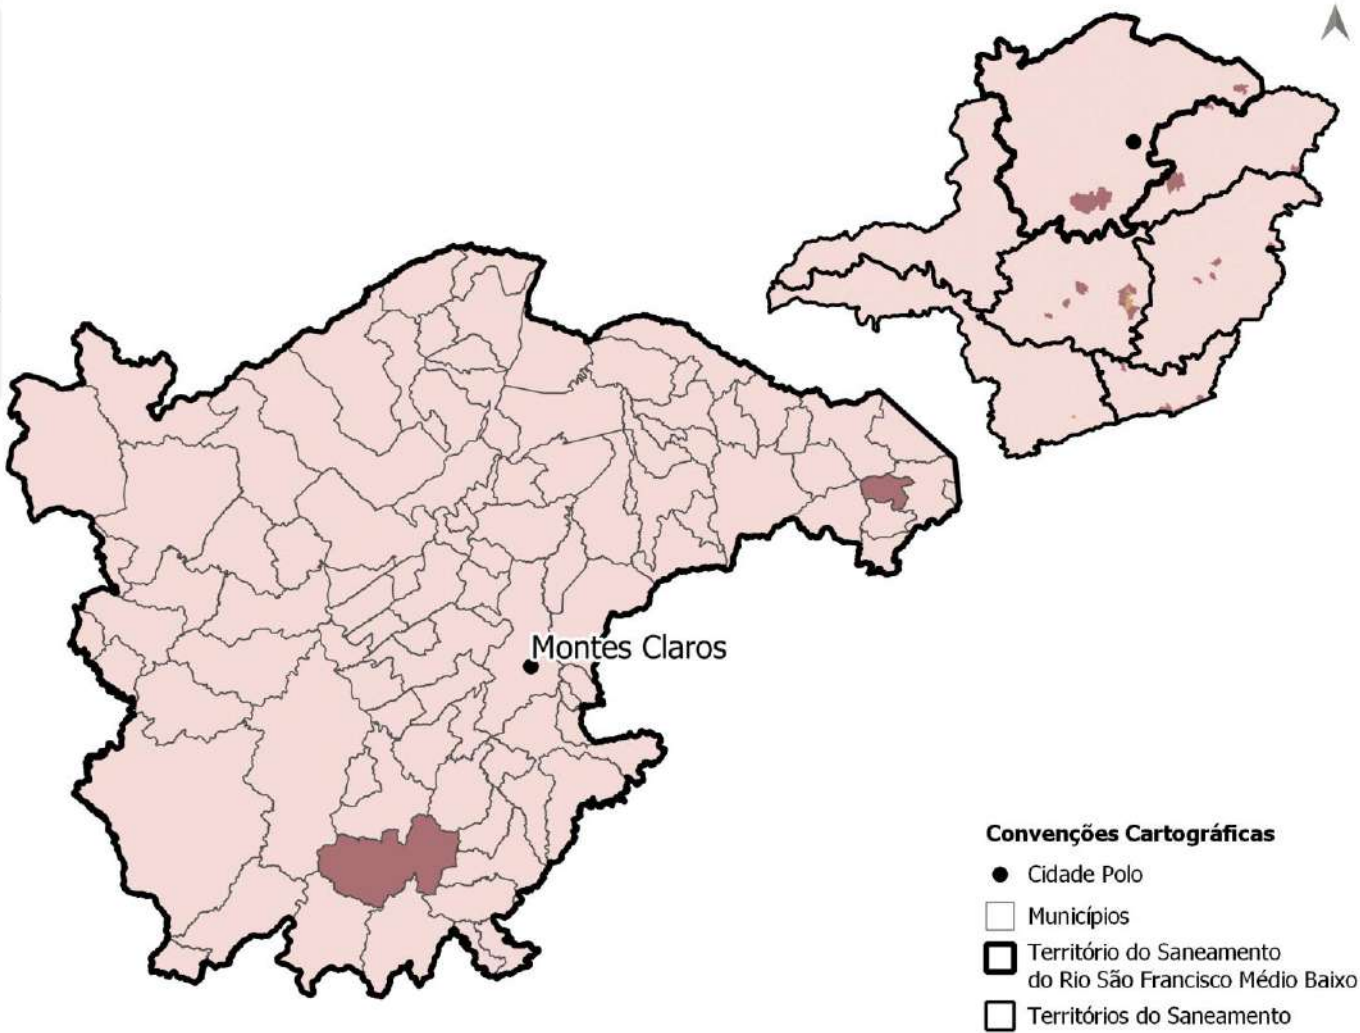 Montes Claros
Convenções Cartográficas
Cidade Polo
Municípios
Território do Saneamento
do Rio São Francisco Médio Baixo
Territórios do Saneamento